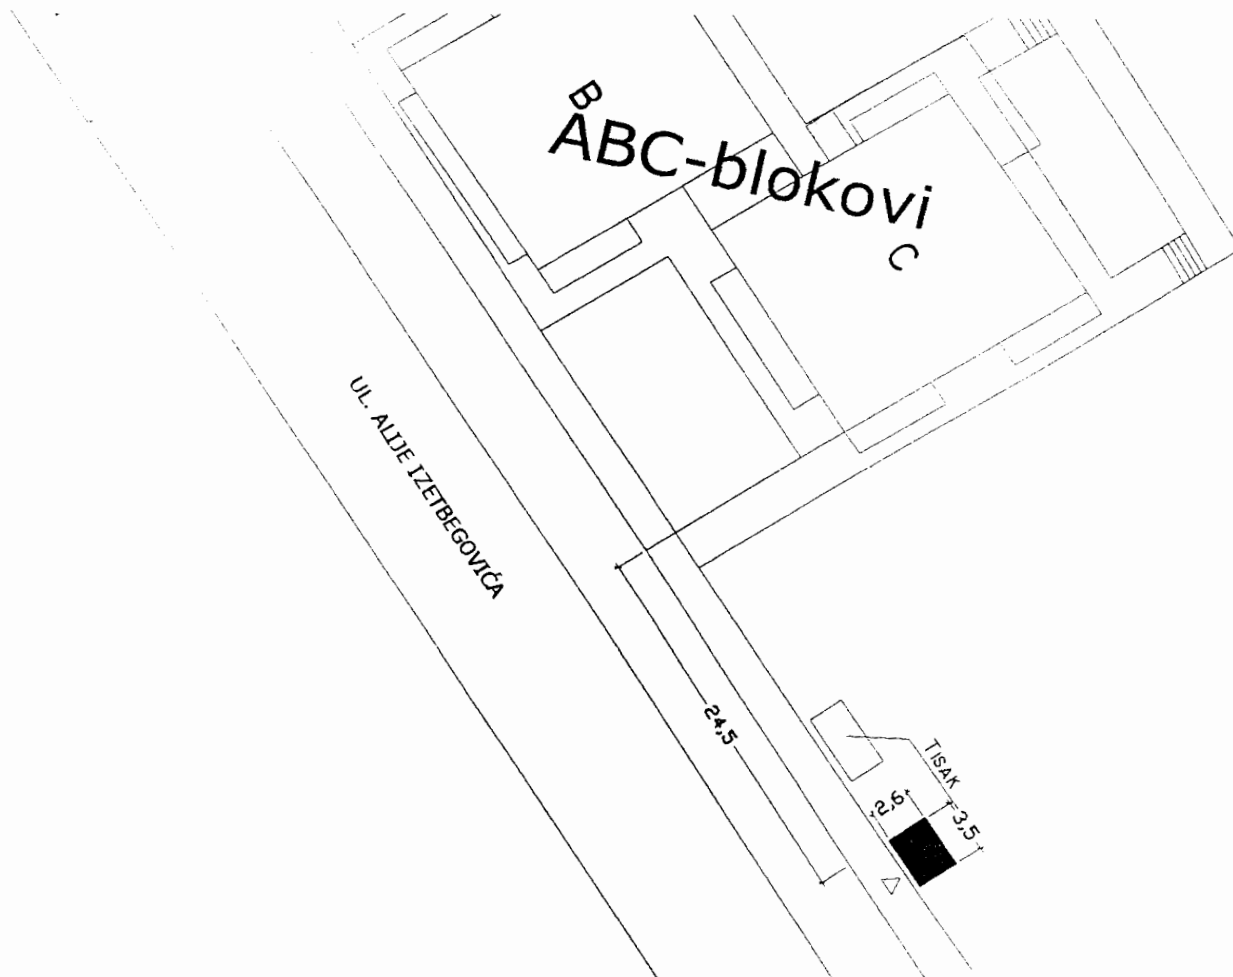 B
ABC-blokovi
C
UL. ALIJE IZETBEGOVIĆA
24,5
TISAK
2,6
3,5